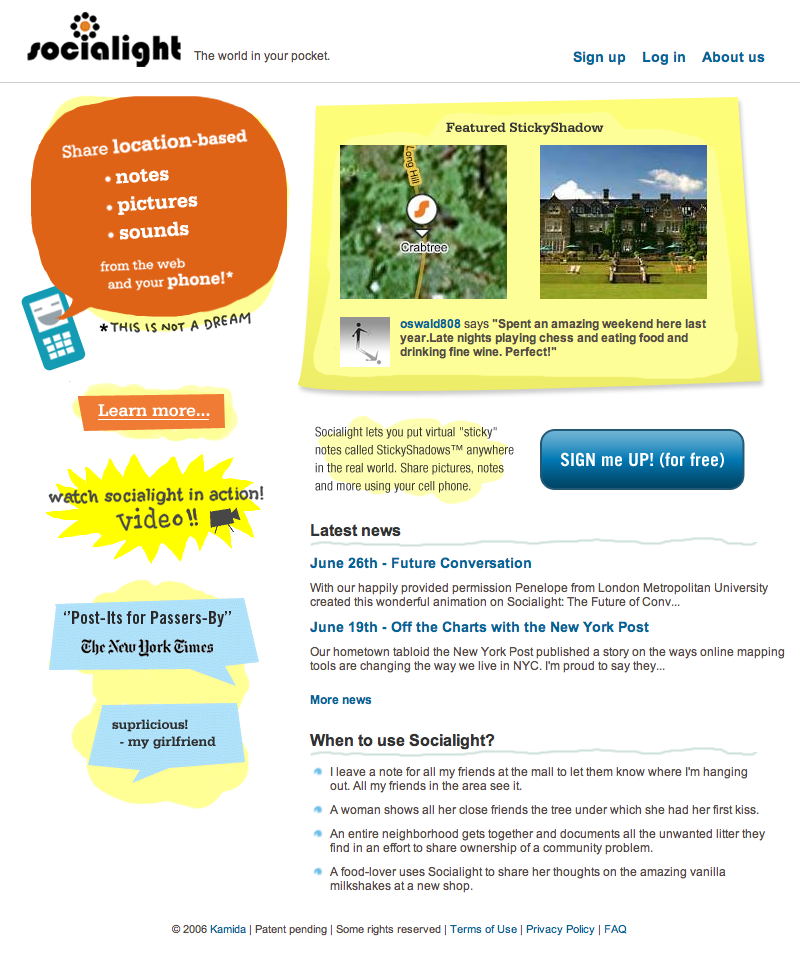 socialight
The world in your pocket.
Sign up Log in About us
Share location-based
• notes
• pictures
• sounds
from the web
and your phone!*
*THIS IS NOT A DREAM
Learn more...
watch socialight in action!
video!!
"Post-Its for Passers-By"
The New York Times
suprlicious!
- my girlfriend
Featured StickyShadow
Long Hill
Crabtree
oswald808 says "Spent an amazing weekend here last
year.Late nights playing chess and eating food and
drinking fine wine. Perfect!"
Socialight lets you put virtual "sticky"
notes called StickyShadows™ anywhere
in the real world. Share pictures, notes
and more using your cell phone.
SIGN me UP! (for free)
Latest news
June 26th - Future Conversation
With our happily provided permission Penelope from London Metropolitan University
created this wonderful animation on Socialight: The Future of Conv...
June 19th - Off the Charts with the New York Post
Our hometown tabloid the New York Post published a story on the ways online mapping
tools are changing the way we live in NYC. I'm proud to say they...
More news
When to use Socialight?
I leave a note for all my friends at the mall to let them know where I'm hanging
out. All my friends in the area see it.
A woman shows all her close friends the tree under which she had her first kiss.
An entire neighborhood gets together and documents all the unwanted litter they
find in an effort to share ownership of a community problem.
A food-lover uses Socialight to share her thoughts on the amazing vanilla
milkshakes at a new shop.
© 2006 Kamida | Patent pending | Some rights reserved | Terms of Use | Privacy Policy | FAQ